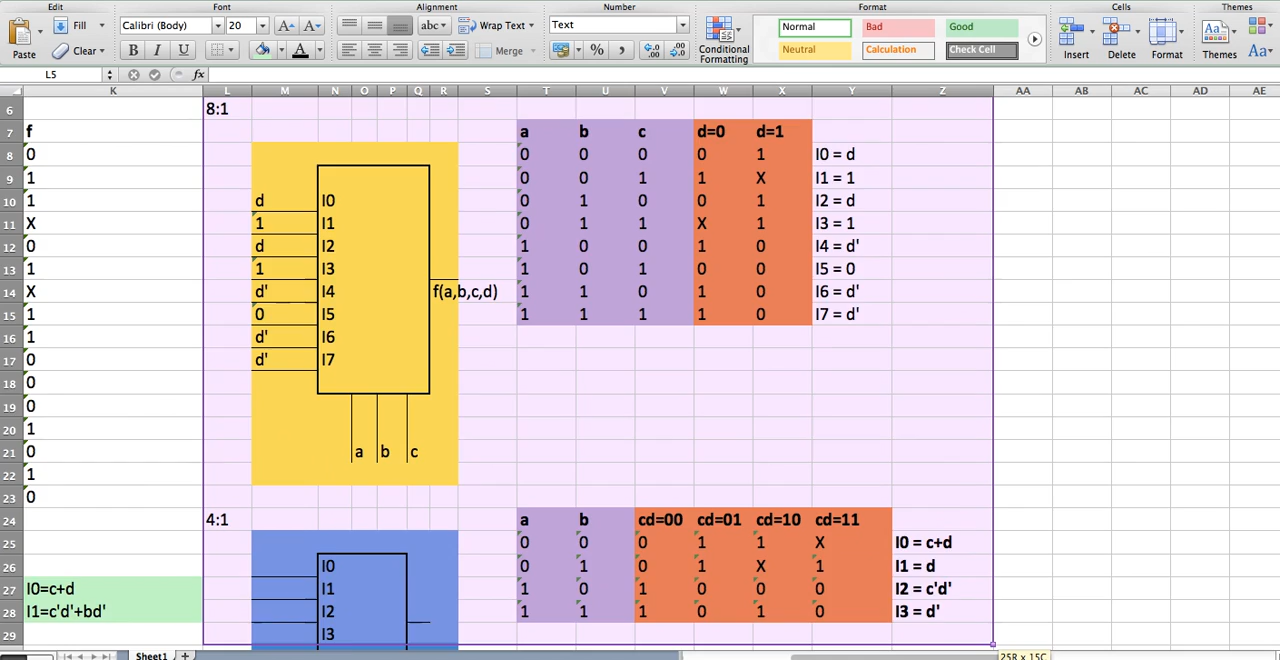 Edit Font Alignment Number Format Cells Themes
Paste Fill Calibri (Body) 20 A A abc Wrap Text Text Normal Bad Good
Clear B I U A Merge % , Conditional Formatting Neutral Calculation Check Cell Insert Delete Format Themes Aa
L5 fx
K L M N O P Q R S T U V W X Y Z AA AB AC AD AE
6 8:1
7 f a b c d=0 d=1
8 0 0 0 0 0 1 I0 = d
9 1 0 0 1 1 X I1 = 1
10 1 d I0 0 1 0 0 1 I2 = d
11 X 1 I1 0 1 1 X 1 I3 = 1
12 0 d I2 1 0 0 1 0 I4 = d'
13 1 1 I3 1 0 1 0 0 I5 = 0
14 X d' I4 f(a,b,c,d) 1 1 0 1 0 I6 = d'
15 1 0 I5 1 1 1 1 0 I7 = d'
16 1 d' I6
17 0 d' I7
18 0
19 0
20 1
21 0 a b c
22 1
23 0
24 4:1 a b cd=00 cd=01 cd=10 cd=11
25 0 0 0 1 1 X I0 = c+d
26 I0 0 1 0 1 X 1 I1 = d
27 I0=c+d I1 1 0 1 0 0 0 I2 = c'd'
28 I1=c'd'+bd' I2 1 1 1 0 1 0 I3 = d'
29 I3
Sheet1 +
25R x 15C